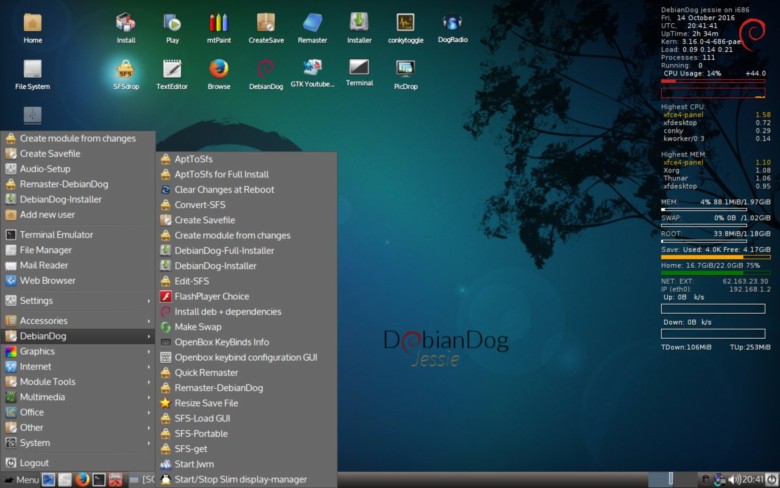 Home
Install
Play
mtPaint
CreateSave
Remaster
Installer
conkytoggle
DogRadio
File System
SFSdrop
TextEditor
Browse
DebianDog
GTK Youtube...
Terminal
PicDrop
DebianDog jessie on i686
Fri, 14 October 2016
UTC: 20:41:41
UpTime: 2h 34m
Kern: 3.16.0-4-686-pae
Load: 0.09 0.14 0.21
Processes: 111
Running: 0
CPU Usage: 14% +44.0
Highest CPU:
xfce4-panel 1.58
xfdesktop 0.72
conky 0.29
kworker/0:3 0.14
Highest MEM:
xfce4-panel 1.10
Xorg 1.08
Thunar 1.06
xfdesktop 0.95
MEM: 4% 88.1MiB/1.97GiB
SWAP: 0% 0B /1.02GiB
ROOT: 33.8MiB/1.18GiB
Save: Used: 4.0K Free: 4.17GiB
Home: 16.7GiB/22.0GiB 75%
NET: EXT: 62.163.23.30
IP (eth0): 192.168.1.2
Up: 0B k/s
Down: 0B k/s
TDown:106MiB TUp:253MiB
Create module from changes
Create Savefile
Audio-Setup
Remaster-DebianDog
DebianDog-Installer
Add new user
Terminal Emulator
File Manager
Mail Reader
Web Browser
Settings
Accessories
DebianDog
Graphics
Internet
Module Tools
Multimedia
Office
Other
System
Logout
AptToSfs
AptToSfs for Full Install
Clear Changes at Reboot
Convert-SFS
Create Savefile
Create module from changes
DebianDog-Full-Installer
DebianDog-Installer
Edit-SFS
FlashPlayer Choice
Install deb + dependencies
Make Swap
OpenBox KeyBinds Info
Openbox keybind configuration GUI
Quick Remaster
Remaster-DebianDog
Resize Save File
SFS-Load GUI
SFS-Portable
SFS-get
Start Jwm
Start/Stop Slim display-manager
DebianDog
Jessie
Menu
20:41